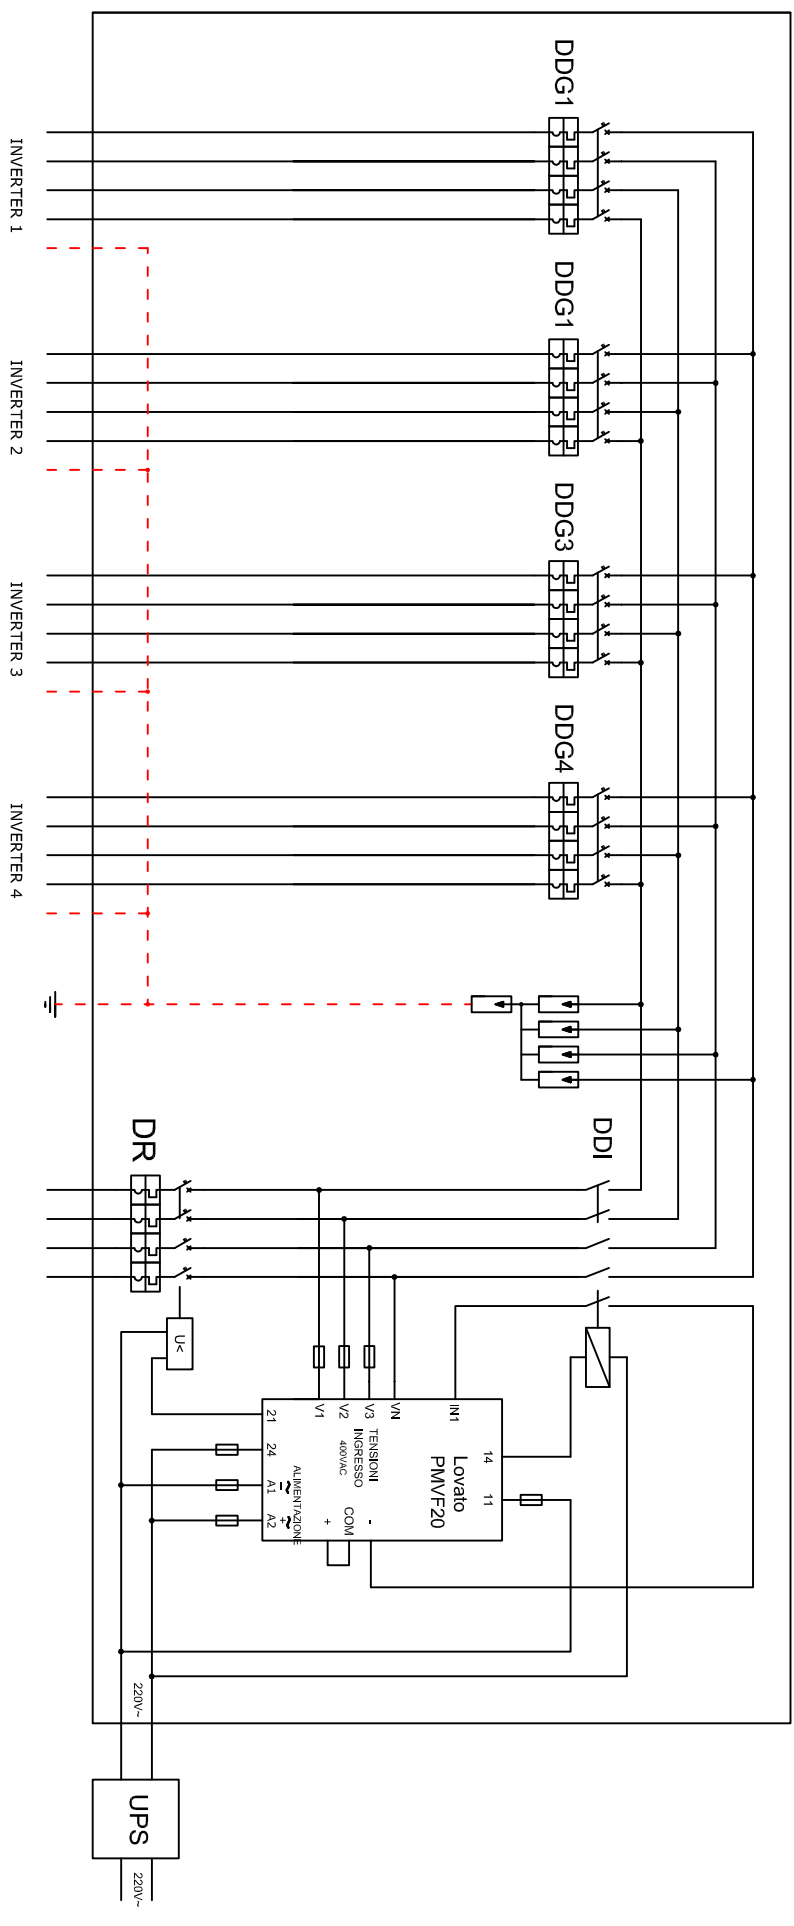 DDG1
INVERTER 1
DDG1
INVERTER 2
DDG3
INVERTER 3
DDG4
INVERTER 4
DR
DDI
U<
21
24
A1
A2
V1
V2
V3
VN
IN1
14
11
TENSIONI
INGRESSO
400VAC
Lovato
PMVF20
ALIMENTAZIONE
- ~
+ ~
+
COM
-
220V~
UPS
220V~